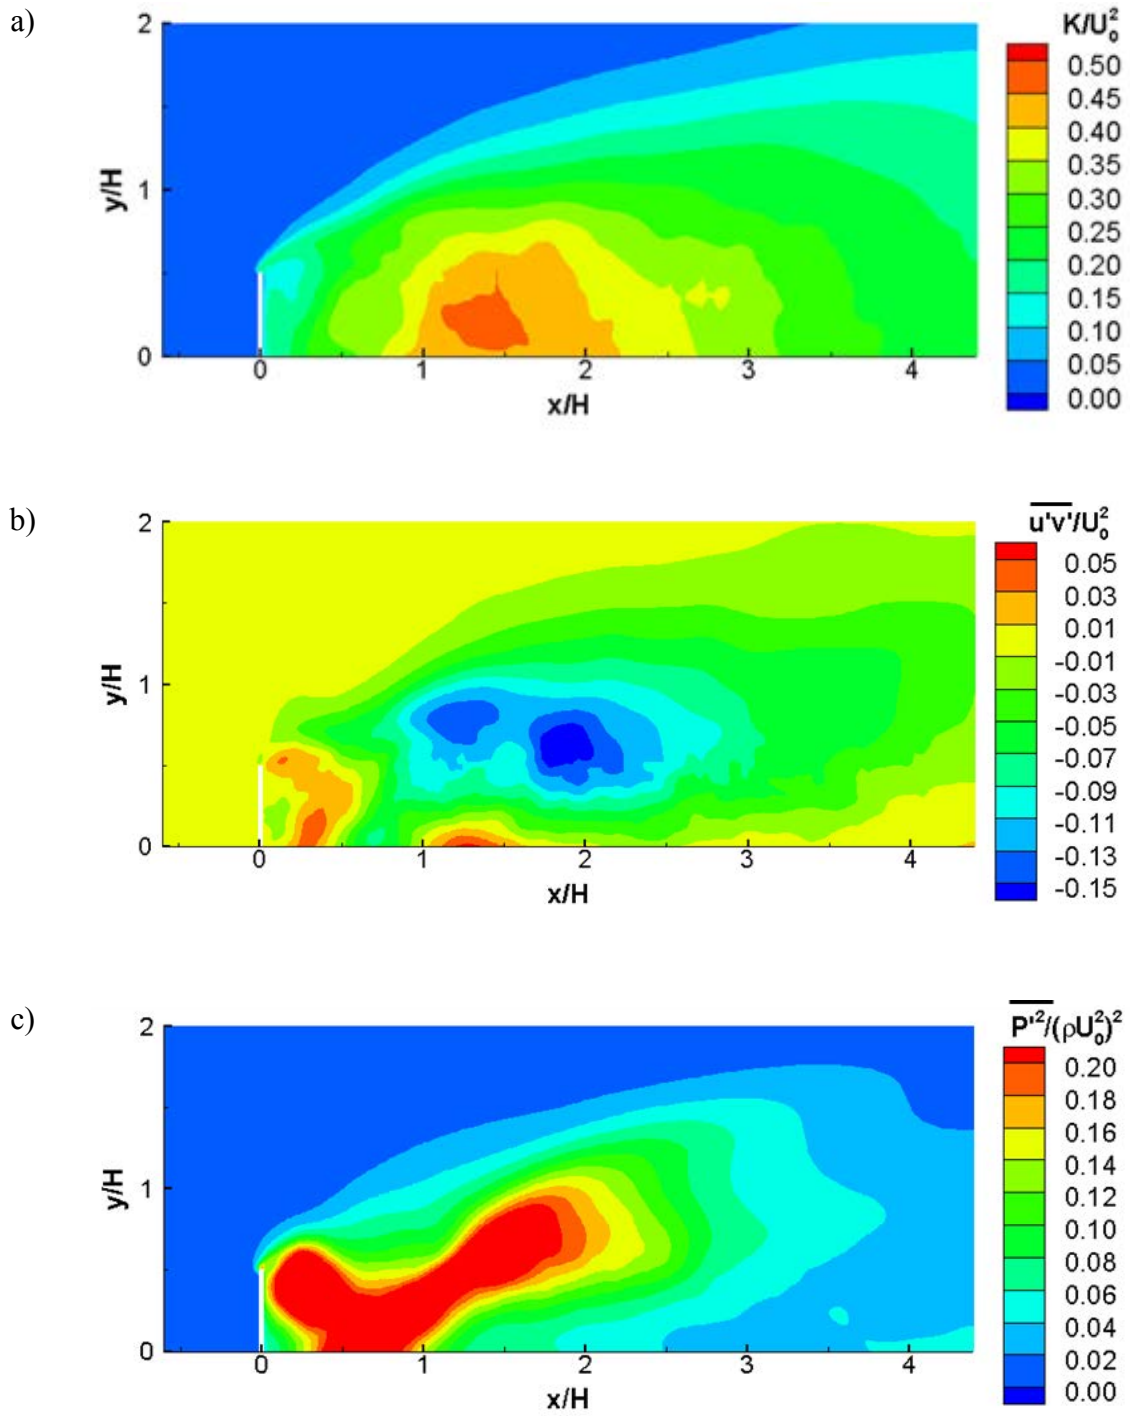 a)
K/U₀²
2
1
0
y/H
0 1 2 3 4
x/H
0.50
0.45
0.40
0.35
0.30
0.25
0.20
0.15
0.10
0.05
0.00
b)
u'v'/U₀²
2
1
0
y/H
0 1 2 3 4
x/H
0.05
0.03
0.01
-0.01
-0.03
-0.05
-0.07
-0.09
-0.11
-0.13
-0.15
c)
P'²/(ρU₀²)²
2
1
0
y/H
0 1 2 3 4
x/H
0.20
0.18
0.16
0.14
0.12
0.10
0.08
0.06
0.04
0.02
0.00